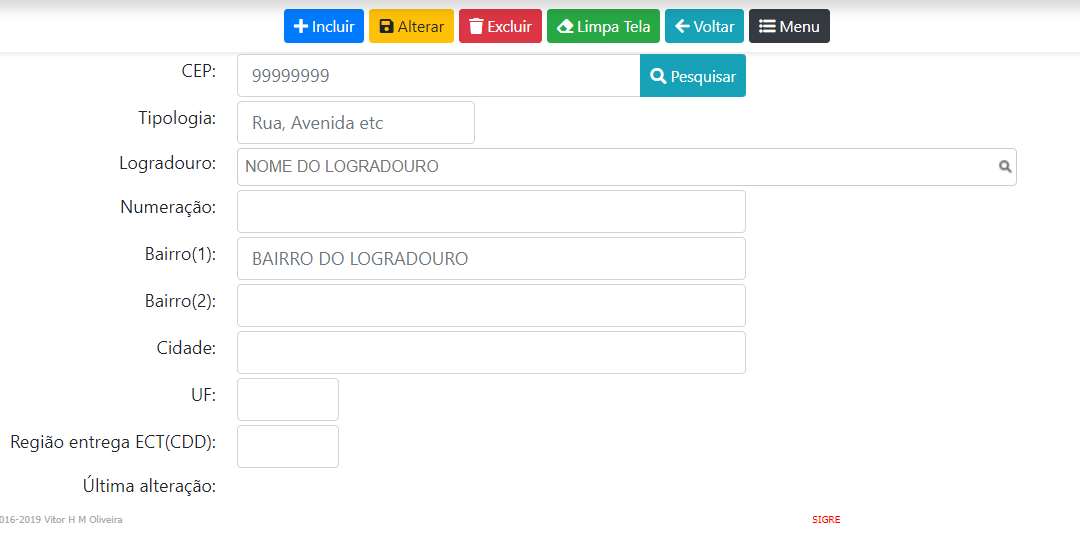 Incluir Alterar Excluir Limpa Tela Voltar Menu
CEP: 99999999 Pesquisar
Tipologia: Rua, Avenida etc
Logradouro: NOME DO LOGRADOURO
Numeração:
Bairro(1): BAIRRO DO LOGRADOURO
Bairro(2):
Cidade:
UF:
Região entrega ECT(CDD):
Última alteração:
016-2019 Vitor H M Oliveira SIGRE